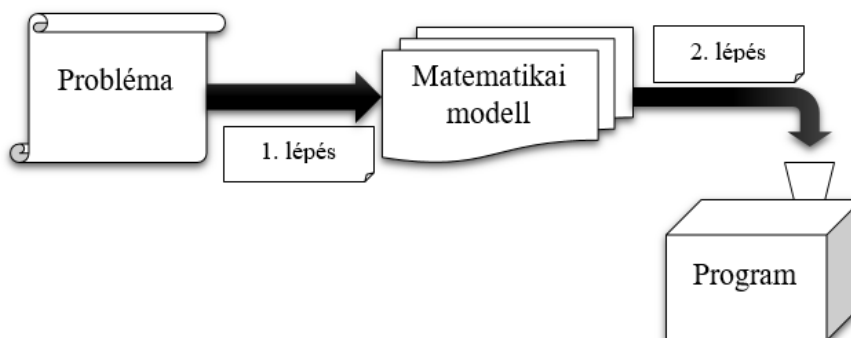 Probléma
1. lépés
Matematikai
modell
2. lépés
Program